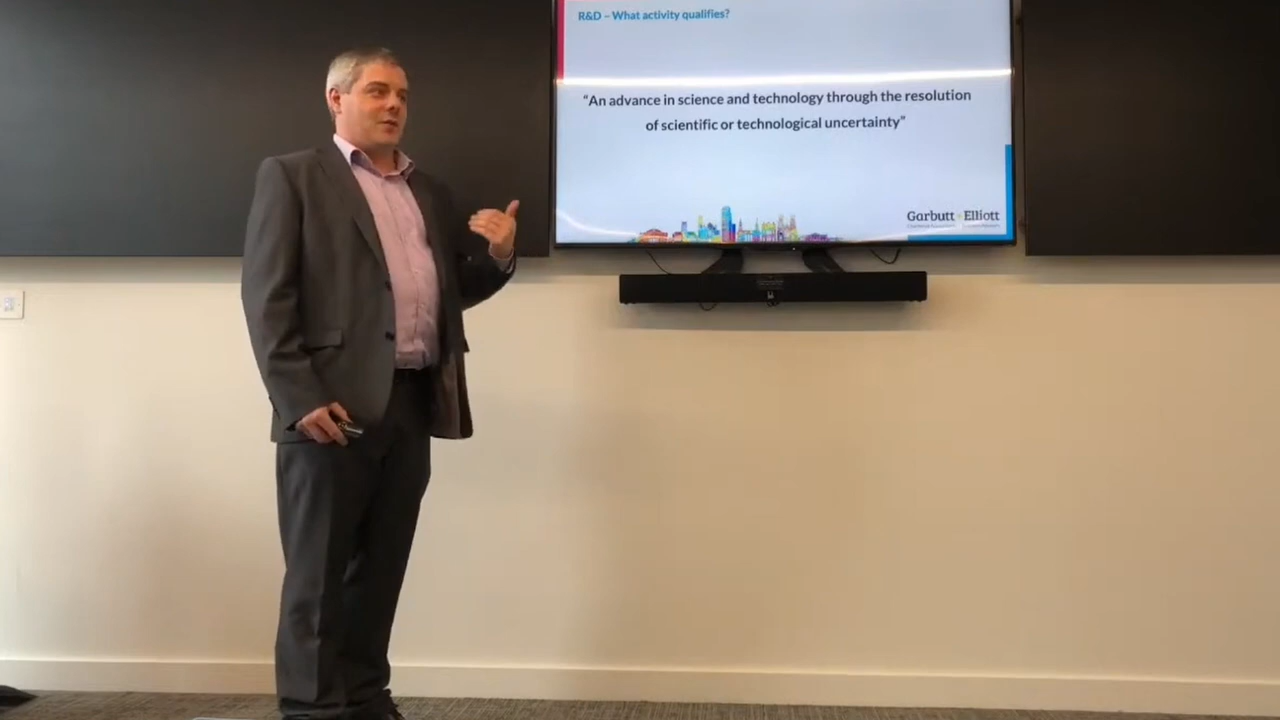 R&D – What activity qualifies?
“An advance in science and technology through the resolution
of scientific or technological uncertainty”
Garbutt + Elliott